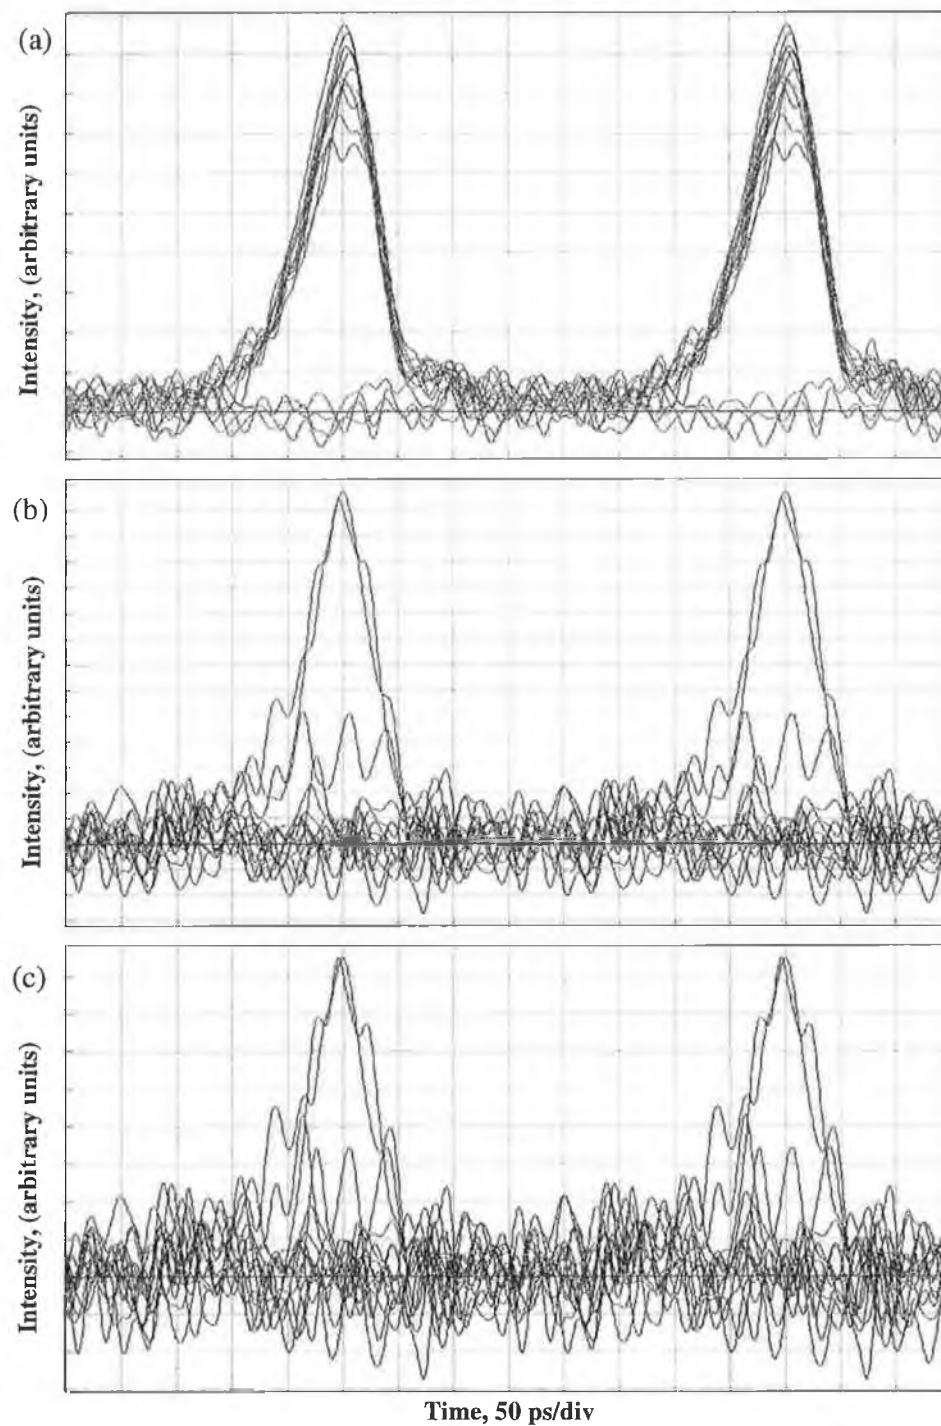 (a)
Intensity, (arbitrary units)
(b)
Intensity, (arbitrary units)
(c)
Intensity, (arbitrary units)
Time, 50 ps/div